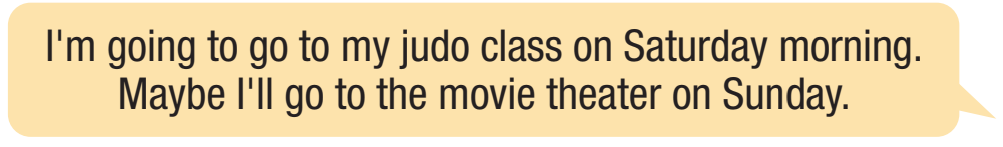 I'm going to go to my judo class on Saturday morning.
Maybe I'll go to the movie theater on Sunday.